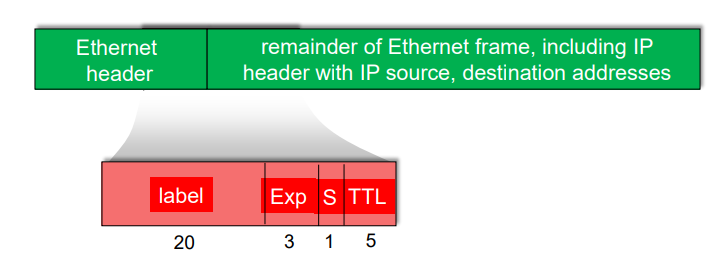 Ethernet
header
remainder of Ethernet frame, including IP
header with IP source, destination addresses
label Exp S TTL
20 3 1 5